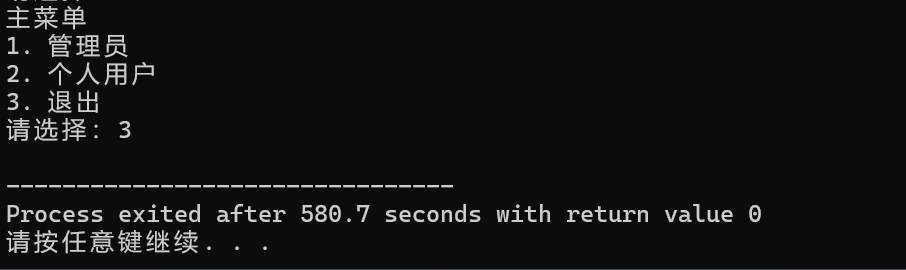 主菜单
1. 管理员
2. 个人用户
3. 退出
请选择: 3
--------------------------------
Process exited after 580.7 seconds with return value 0
请按任意键继续. . .